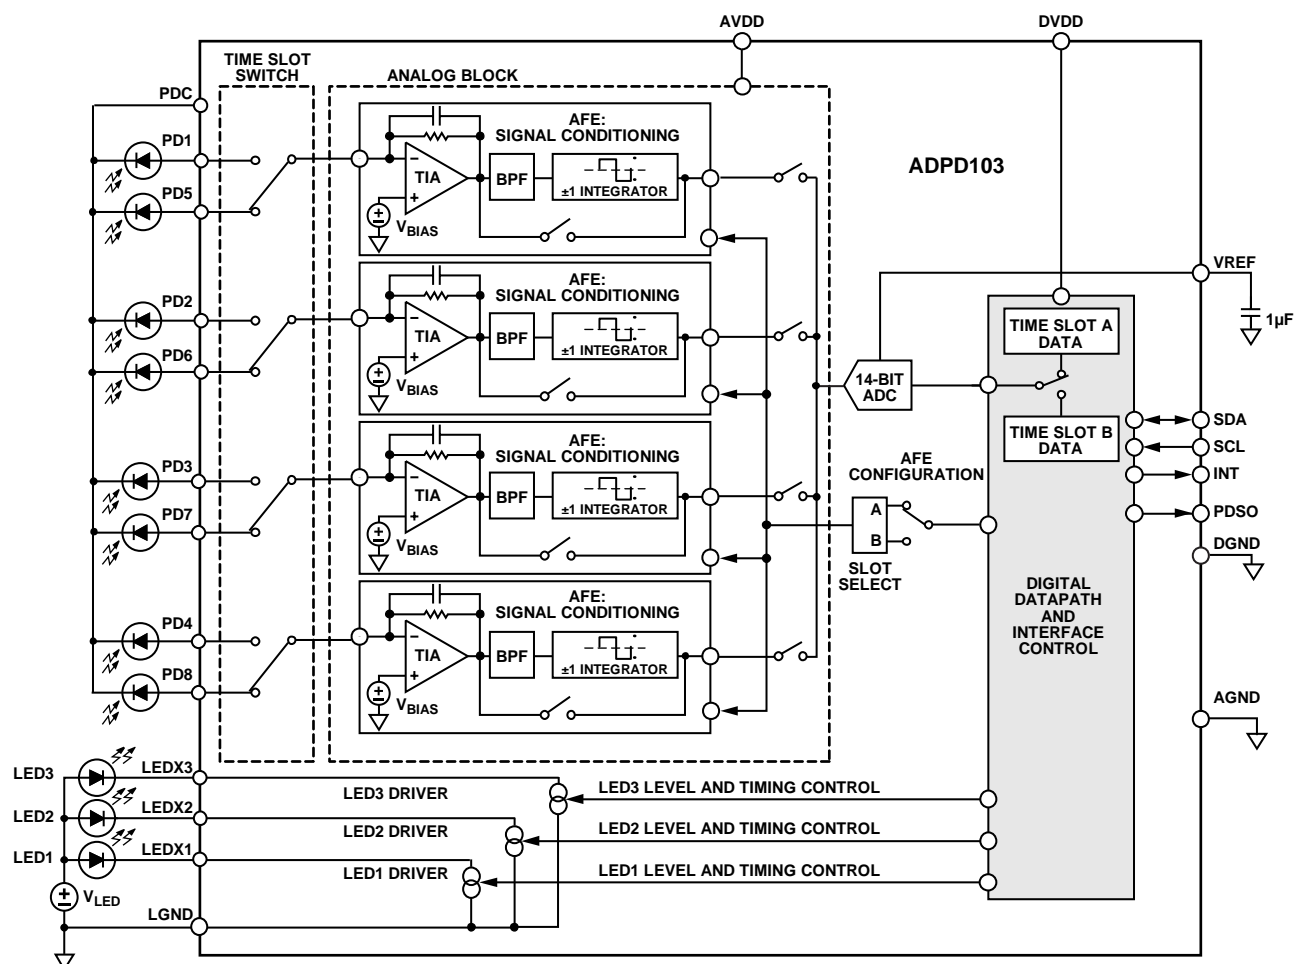 AVDD
DVDD
TIME SLOT
SWITCH
ANALOG BLOCK
PDC
PD1
PD5
AFE:
SIGNAL CONDITIONING
−
TIA
+
BPF
±1 INTEGRATOR
VBIAS
ADPD103
VREF
1µF
PD2
PD6
AFE:
SIGNAL CONDITIONING
−
TIA
+
BPF
±1 INTEGRATOR
VBIAS
14-BIT
ADC
TIME SLOT A
DATA
TIME SLOT B
DATA
SDA
SCL
INT
PDSO
DGND
PD3
PD7
AFE:
SIGNAL CONDITIONING
−
TIA
+
BPF
±1 INTEGRATOR
VBIAS
AFE
CONFIGURATION
A
B
SLOT
SELECT
DIGITAL
DATAPATH
AND
INTERFACE
CONTROL
PD4
PD8
AFE:
SIGNAL CONDITIONING
−
TIA
+
BPF
±1 INTEGRATOR
VBIAS
AGND
LED3
LEDX3
LED3 DRIVER
LED3 LEVEL AND TIMING CONTROL
LED2
LEDX2
LED2 DRIVER
LED2 LEVEL AND TIMING CONTROL
LED1
LEDX1
LED1 DRIVER
LED1 LEVEL AND TIMING CONTROL
VLED
LGND